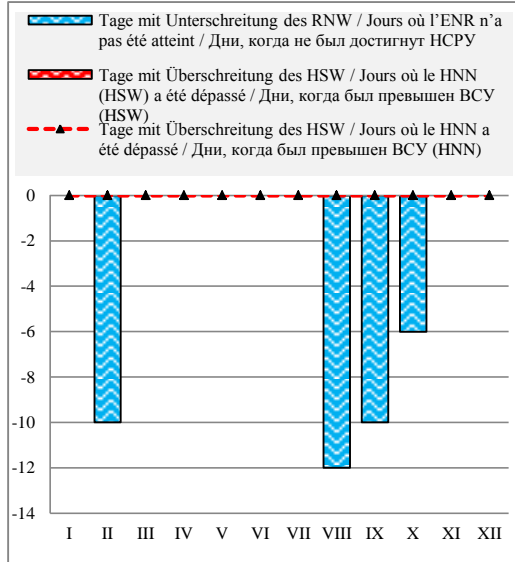 Tage mit Unterschreitung des RNW / Jours où l’ENR n’a
pas été atteint / Дни, когда не был достигнут НСРУ
Tage mit Überschreitung des HSW / Jours où le HNN
(HSW) a été dépassé / Дни, когда был превышен ВСУ
(HSW)
Tage mit Überschreitung des HSW / Jours où le HNN a
été dépassé / Дни, когда был превышен ВСУ (HNN)
0
-2
-4
-6
-8
-10
-12
-14
I II III IV V VI VII VIII IX X XI XII